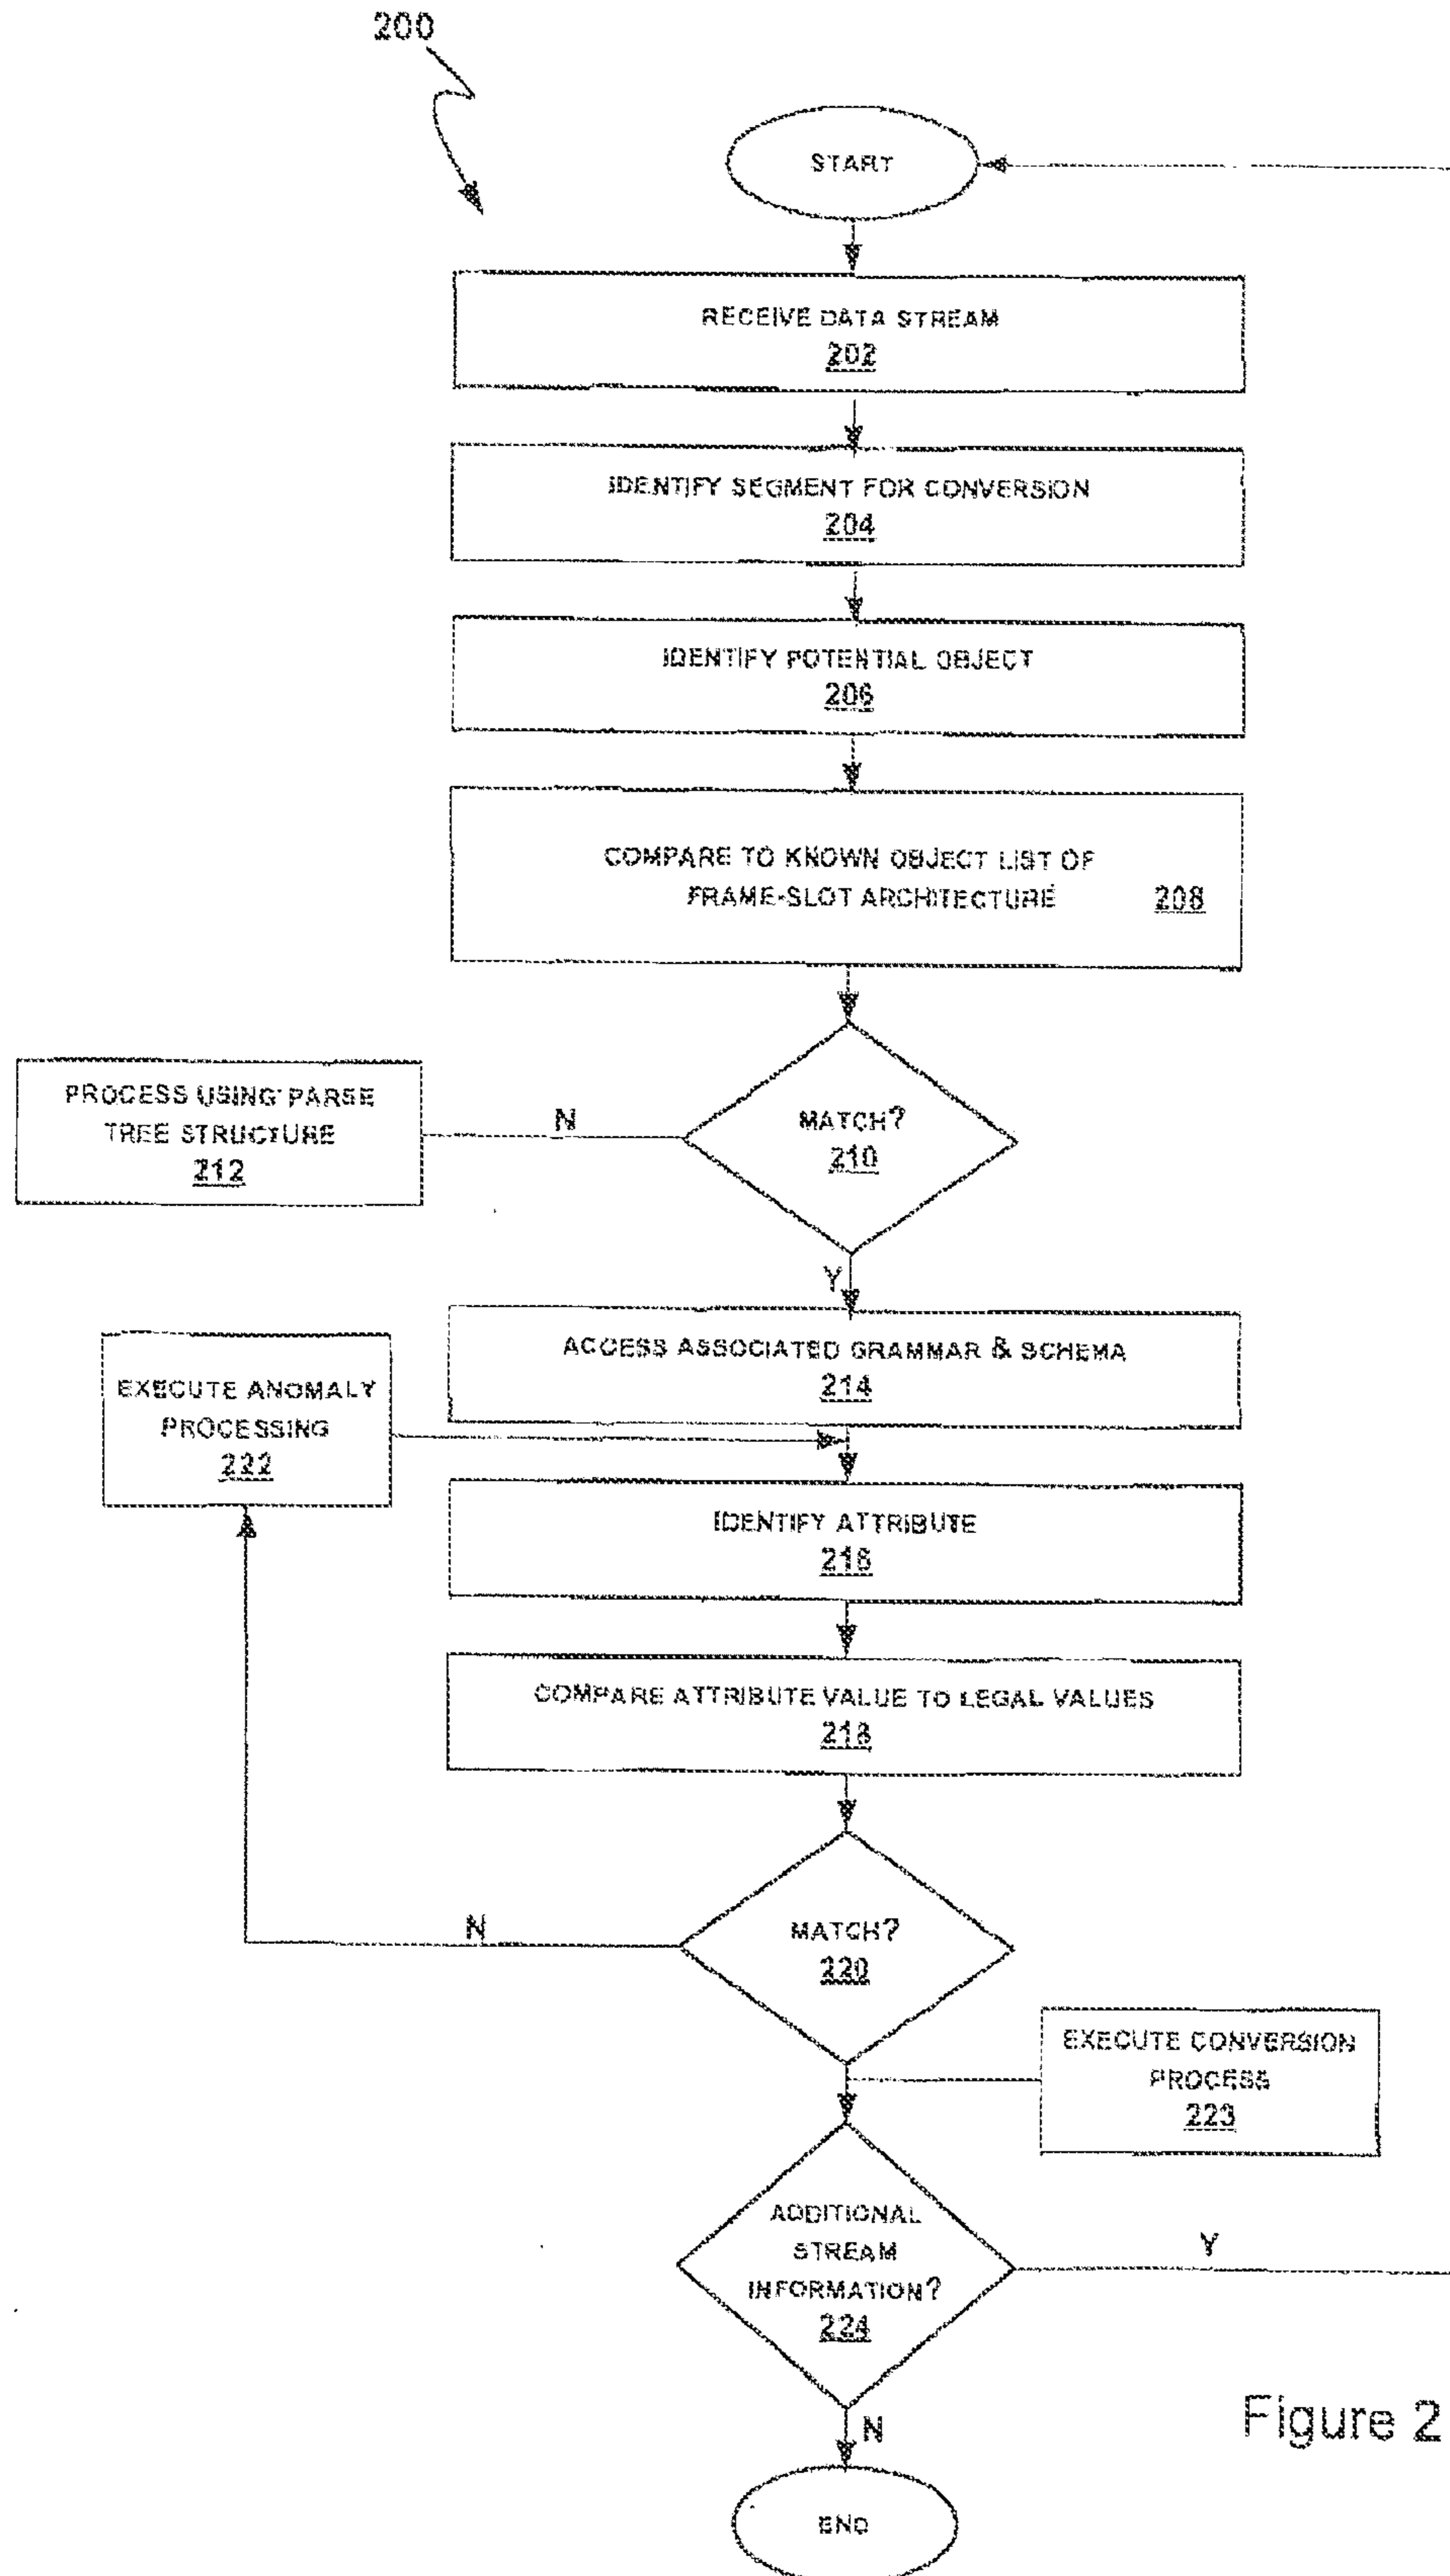 200
START
RECEIVE DATA STREAM
202
IDENTIFY SEGMENT FOR CONVERSION
204
IDENTIFY POTENTIAL OBJECT
206
COMPARE TO KNOWN OBJECT LIST OF
FRAME-SLOT ARCHITECTURE 208
MATCH?
210
N
PROCESS USING PARSE
TREE STRUCTURE
212
Y
ACCESS ASSOCIATED GRAMMAR & SCHEMA
214
EXECUTE ANOMALY
PROCESSING
222
IDENTIFY ATTRIBUTE
216
COMPARE ATTRIBUTE VALUE TO LEGAL VALUES
218
MATCH?
220
N
EXECUTE CONVERSION
PROCESS
223
ADDITIONAL
STREAM
INFORMATION?
224
Y
N
END
Figure 2